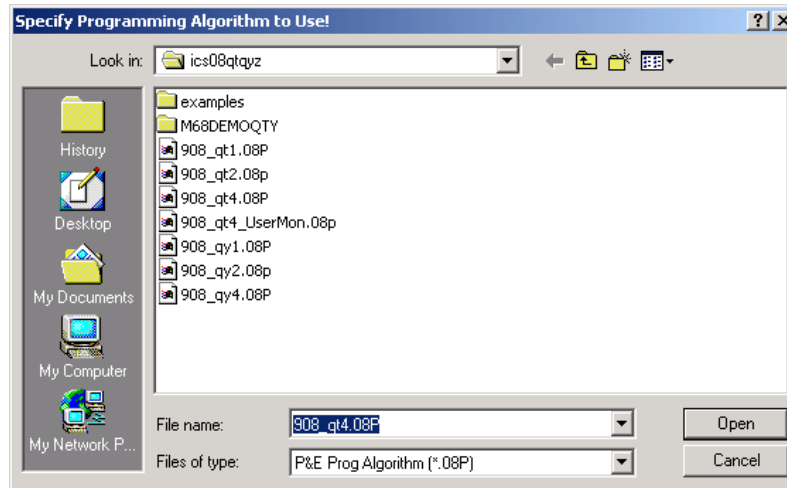 Specify Programming Algorithm to Use!
Look in: ics08qtqyz
History
Desktop
My Documents
My Computer
My Network P...
examples
M68DEMOQTY
908_qt1.08P
908_qt2.08p
908_qt4.08P
908_qt4_UserMon.08p
908_qy1.08P
908_qy2.08p
908_qy4.08P
File name: 908_qt4.08P Open
Files of type: P&E Prog Algorithm (*.08P) Cancel